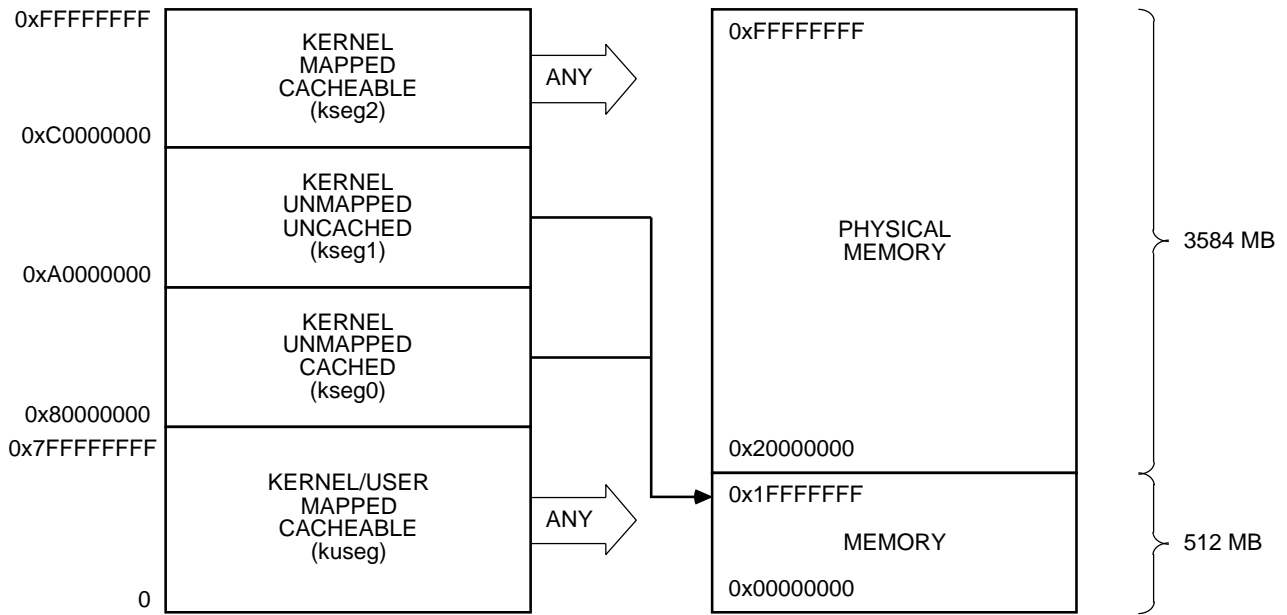 0xFFFFFFFF
KERNEL
MAPPED
CACHEABLE
(kseg2)
ANY
0xC0000000
KERNEL
UNMAPPED
UNCACHED
(kseg1)
0xA0000000
KERNEL
UNMAPPED
CACHED
(kseg0)
0x80000000
0x7FFFFFFFF
KERNEL/USER
MAPPED
CACHEABLE
(kuseg)
ANY
0
0xFFFFFFFF
PHYSICAL
MEMORY
0x20000000
0x1FFFFFFF
MEMORY
0x00000000
3584 MB
512 MB